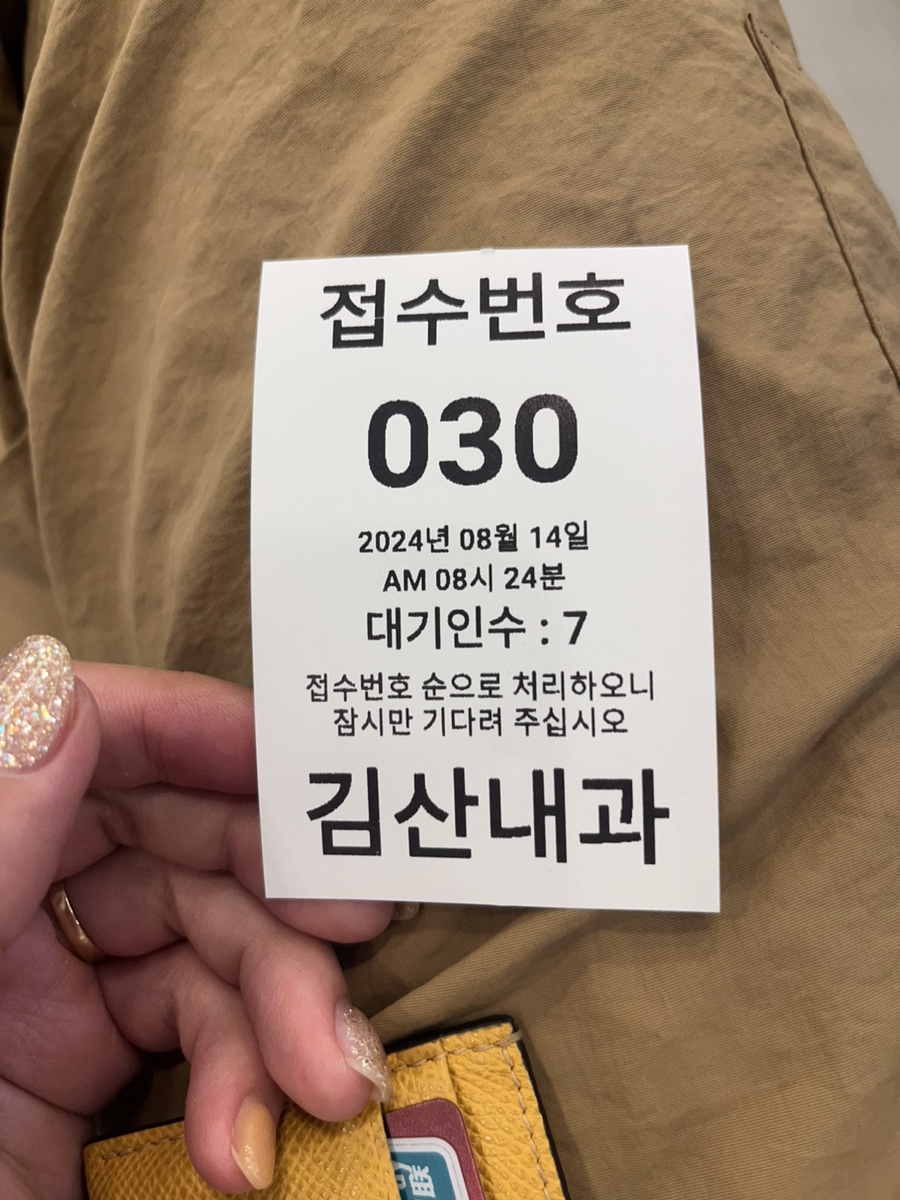 접수번호
030
2024년 08월 14일
AM 08시 24분
대기인수 : 7
접수번호 순으로 처리하오니
잠시만 기다려 주십시오
김산내과